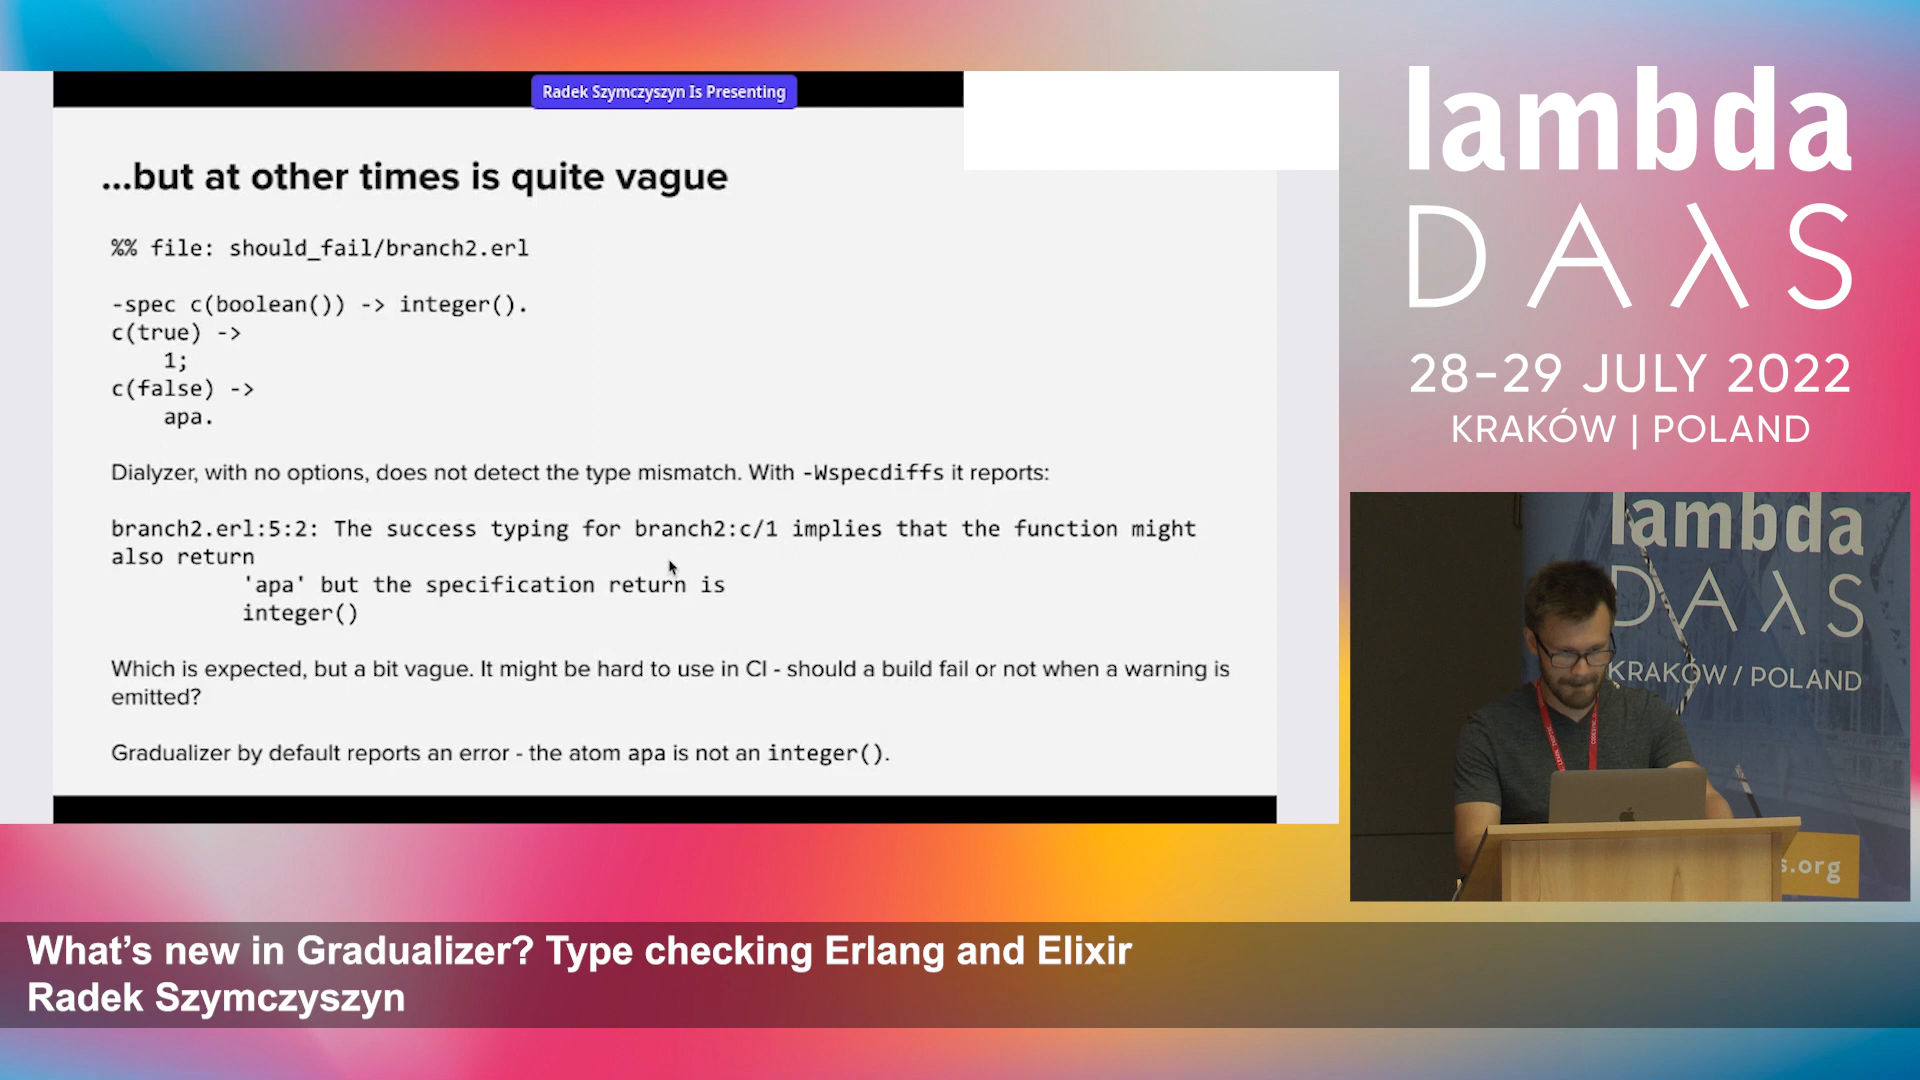 Radek Szymczyszyn Is Presenting
...but at other times is quite vague
%% file: should_fail/branch2.erl
-spec c(boolean()) -> integer().
c(true) ->
1;
c(false) ->
apa.
Dialyzer, with no options, does not detect the type mismatch. With -Wspecdiffs it reports:
branch2.erl:5:2: The success typing for branch2:c/1 implies that the function might
also return
'apa' but the specification return is
integer()
Which is expected, but a bit vague. It might be hard to use in CI - should a build fail or not when a warning is
emitted?
Gradualizer by default reports an error - the atom apa is not an integer().
lambda
DAλS
28-29 JULY 2022
KRAKÓW | POLAND
lambda
DAλS
KRAKÓW / POLAND
s.org
What's new in Gradualizer? Type checking Erlang and Elixir
Radek Szymczyszyn